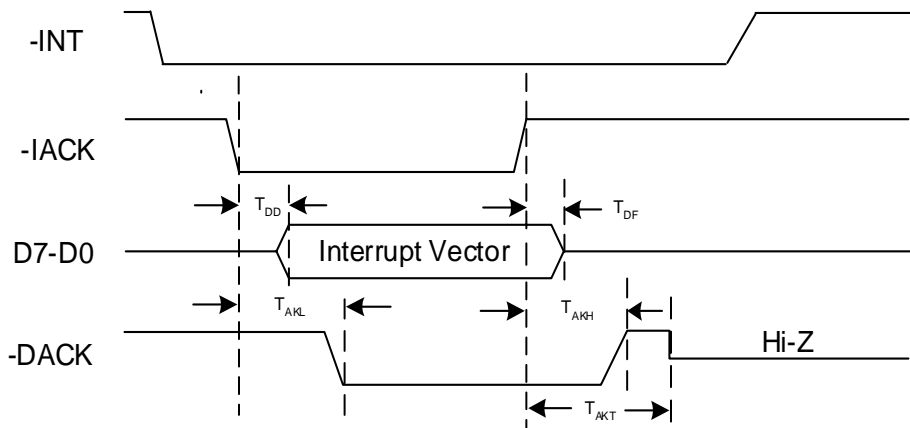 -INT
-IACK
T_DD
T_DF
D7-D0
Interrupt Vector
T_AKL
T_AKH
-DACK
Hi-Z
T_AKT